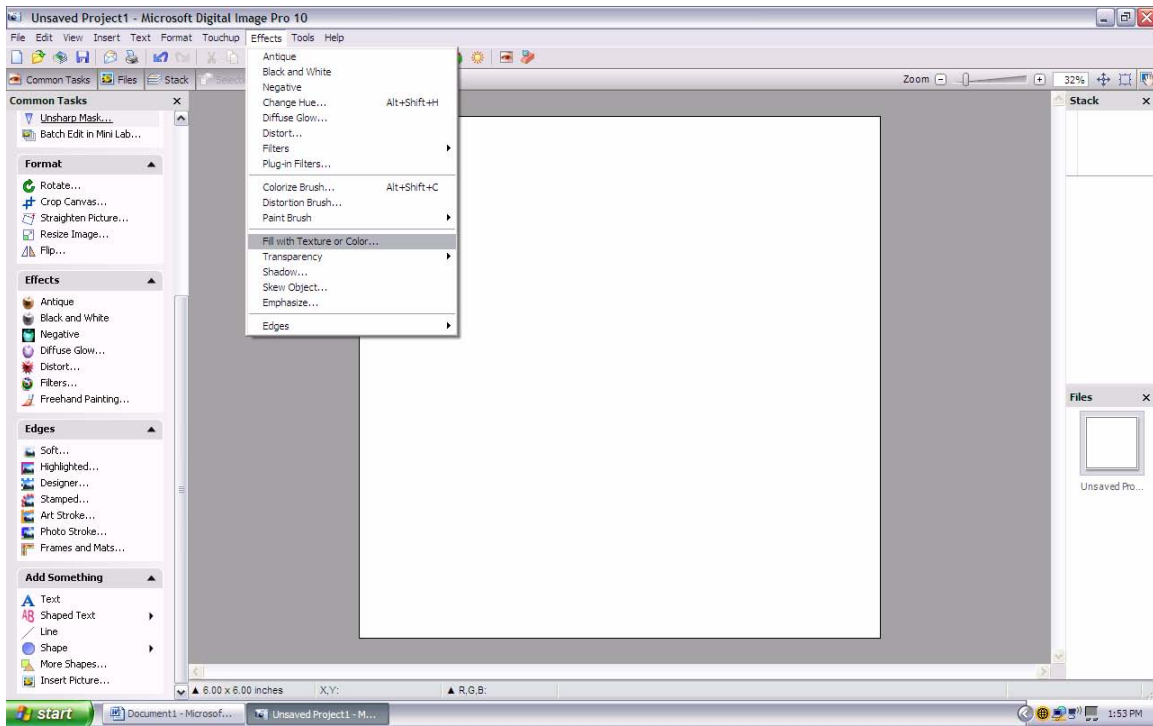 Unsaved Project1 - Microsoft Digital Image Pro 10
File Edit View Insert Text Format Touchup Effects Tools Help
Common Tasks Files Stack
Zoom 32%
Common Tasks x
Unsharp Mask...
Batch Edit in Mini Lab...
Format
Rotate...
Crop Canvas...
Straighten Picture...
Resize Image...
Flip...
Effects
Antique
Black and White
Negative
Diffuse Glow...
Distort...
Filters...
Freehand Painting...
Edges
Soft...
Highlighted...
Designer...
Stamped...
Art Stroke...
Photo Stroke...
Frames and Mats...
Add Something
Text
Shaped Text
Line
Shape
More Shapes...
Insert Picture...
Antique
Black and White
Negative
Change Hue... Alt+Shift+H
Diffuse Glow...
Distort...
Filters
Plug-in Filters...
Colorize Brush... Alt+Shift+C
Distortion Brush...
Paint Brush
Fill with Texture or Color...
Transparency
Shadow...
Skew Object...
Emphasize...
Edges
Stack x
Files x
Unsaved Pro...
6.00 x 6.00 inches X,Y: R,G,B:
start Document1 - Microsof... Unsaved Project1 - M... 1:53 PM